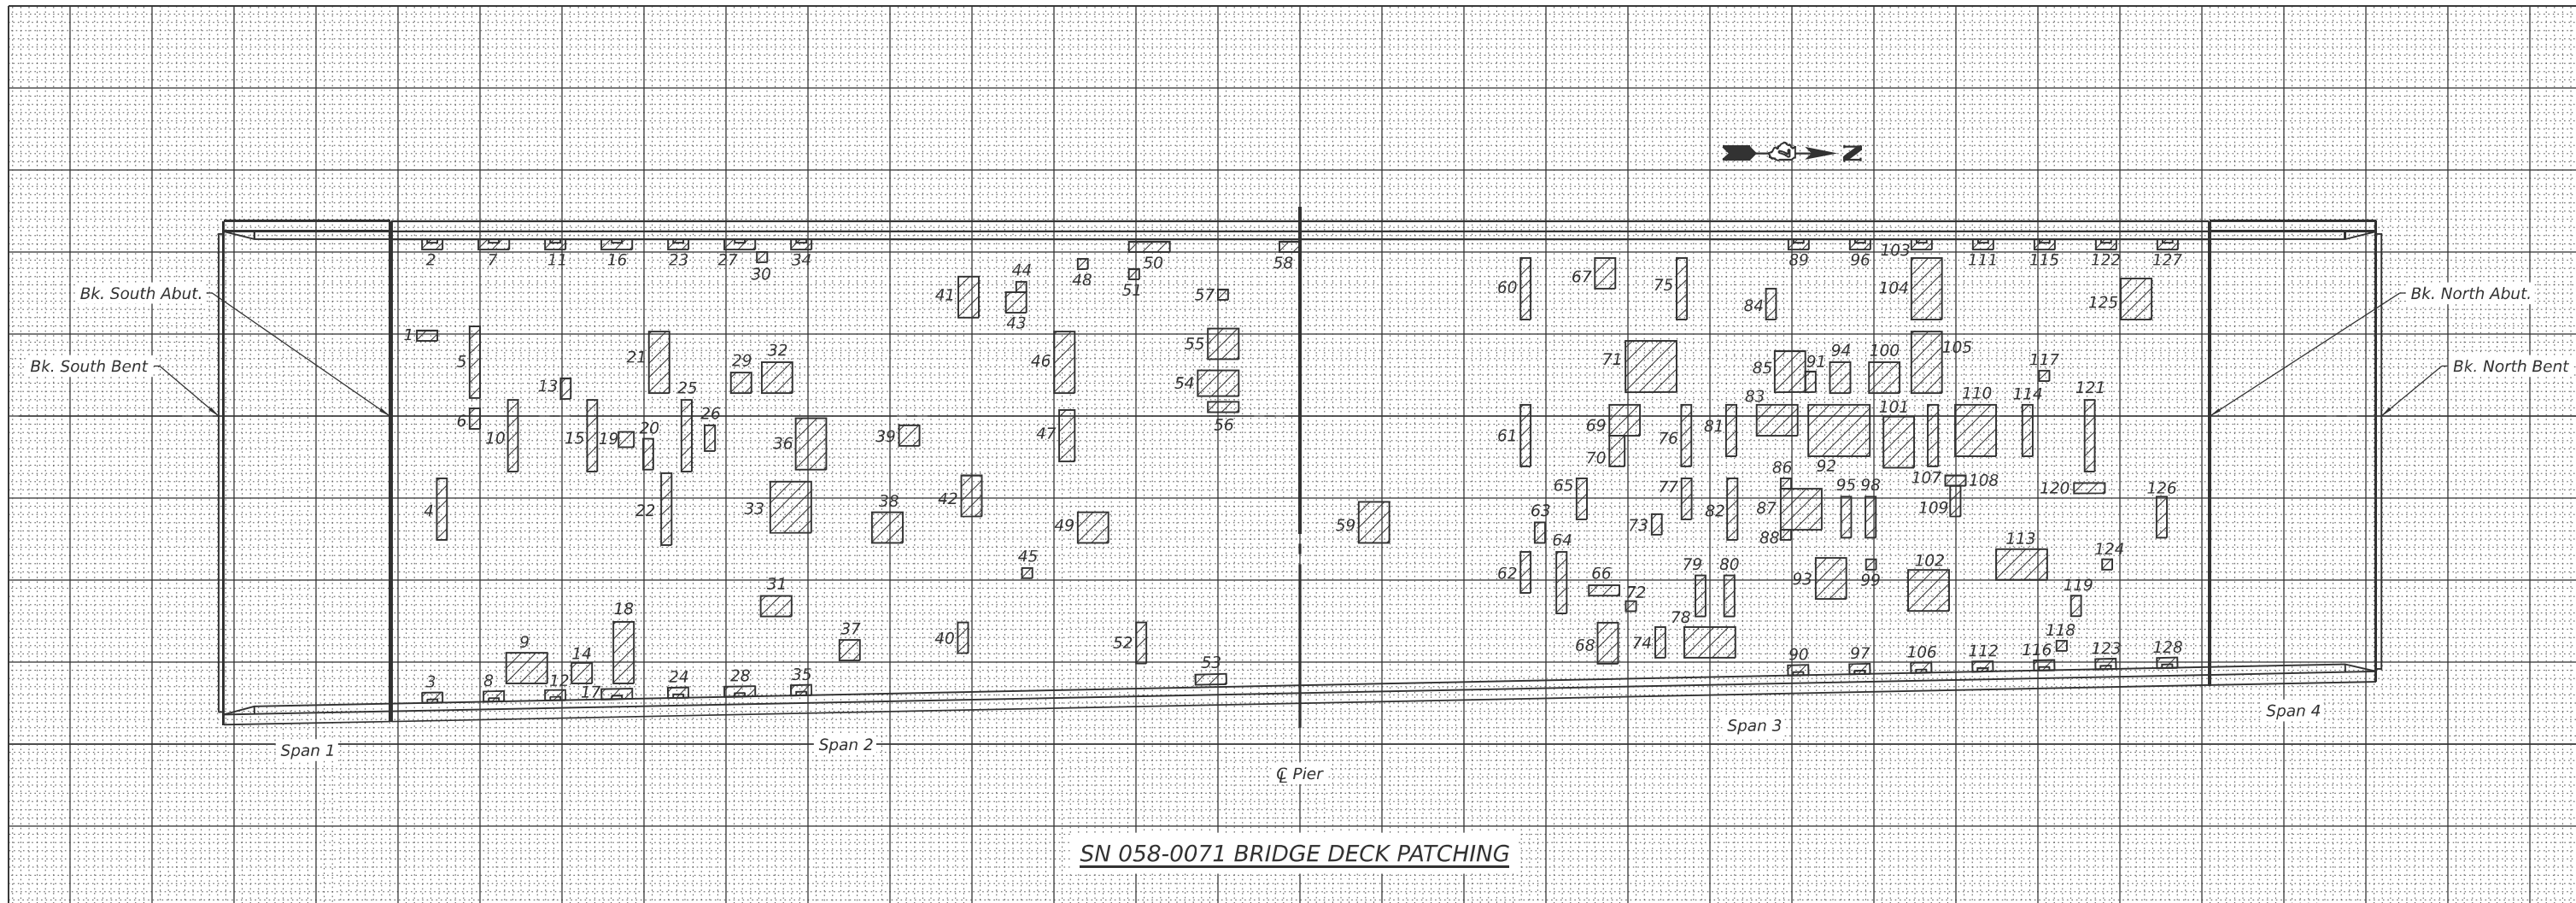 N
103
2 7 11 16 23 27 30 34 50 58 89 96 111 115 122 127
44 48 51
Bk. South Abut. 41 57 60 67 75 84 104 125 Bk. North Abut.
43
1 55
Bk. South Bent 5 21 29 32 46 71 85 91 94 100 105 117 Bk. North Bent
13 25 54 83 110 114 121
6 10 15 19 20 26 36 39 47 56 61 69 76 81 101
70 92
4 22 33 38 42 49 59 65 77 86 107 108 95 98 120 126
63 73 82 87 109
45 64 88 113 124
31 62 66 79 80 93 99 102 119
18 72
9 14 37 40 52 68 74 78 118
3 8 12 17 24 28 35 53 90 97 106 112 116 123 128
Span 1 Span 2 Span 3 Span 4
℄ Pier
SN 058-0071 BRIDGE DECK PATCHING